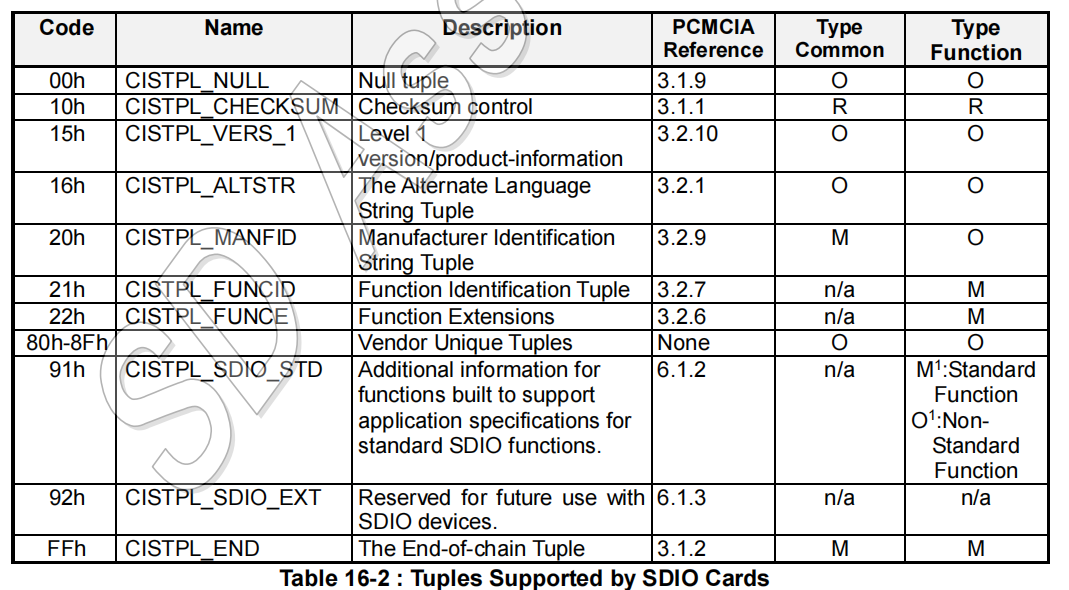 Code Name Description PCMCIA Reference Type Common Type Function
00h CISTPL_NULL Null tuple 3.1.9 O O
10h CISTPL_CHECKSUM Checksum control 3.1.1 R R
15h CISTPL_VERS_1 Level 1 3.2.10 O O
version/product-information
16h CISTPL_ALTSTR The Alternate Language 3.2.1 O O
String Tuple
20h CISTPL_MANFID Manufacturer Identification 3.2.9 M O
String Tuple
21h CISTPL_FUNCID Function Identification Tuple 3.2.7 n/a M
22h CISTPL_FUNCE Function Extensions 3.2.6 n/a M
80h-8Fh Vendor Unique Tuples None O O
91h CISTPL_SDIO_STD Additional information for 6.1.2 n/a M¹:Standard
functions built to support Function
application specifications for O¹:Non-
standard SDIO functions. Standard
Function
92h CISTPL_SDIO_EXT Reserved for future use with 6.1.3 n/a n/a
SDIO devices.
FFh CISTPL_END The End-of-chain Tuple 3.1.2 M M
Table 16-2 : Tuples Supported by SDIO Cards
SD Ass